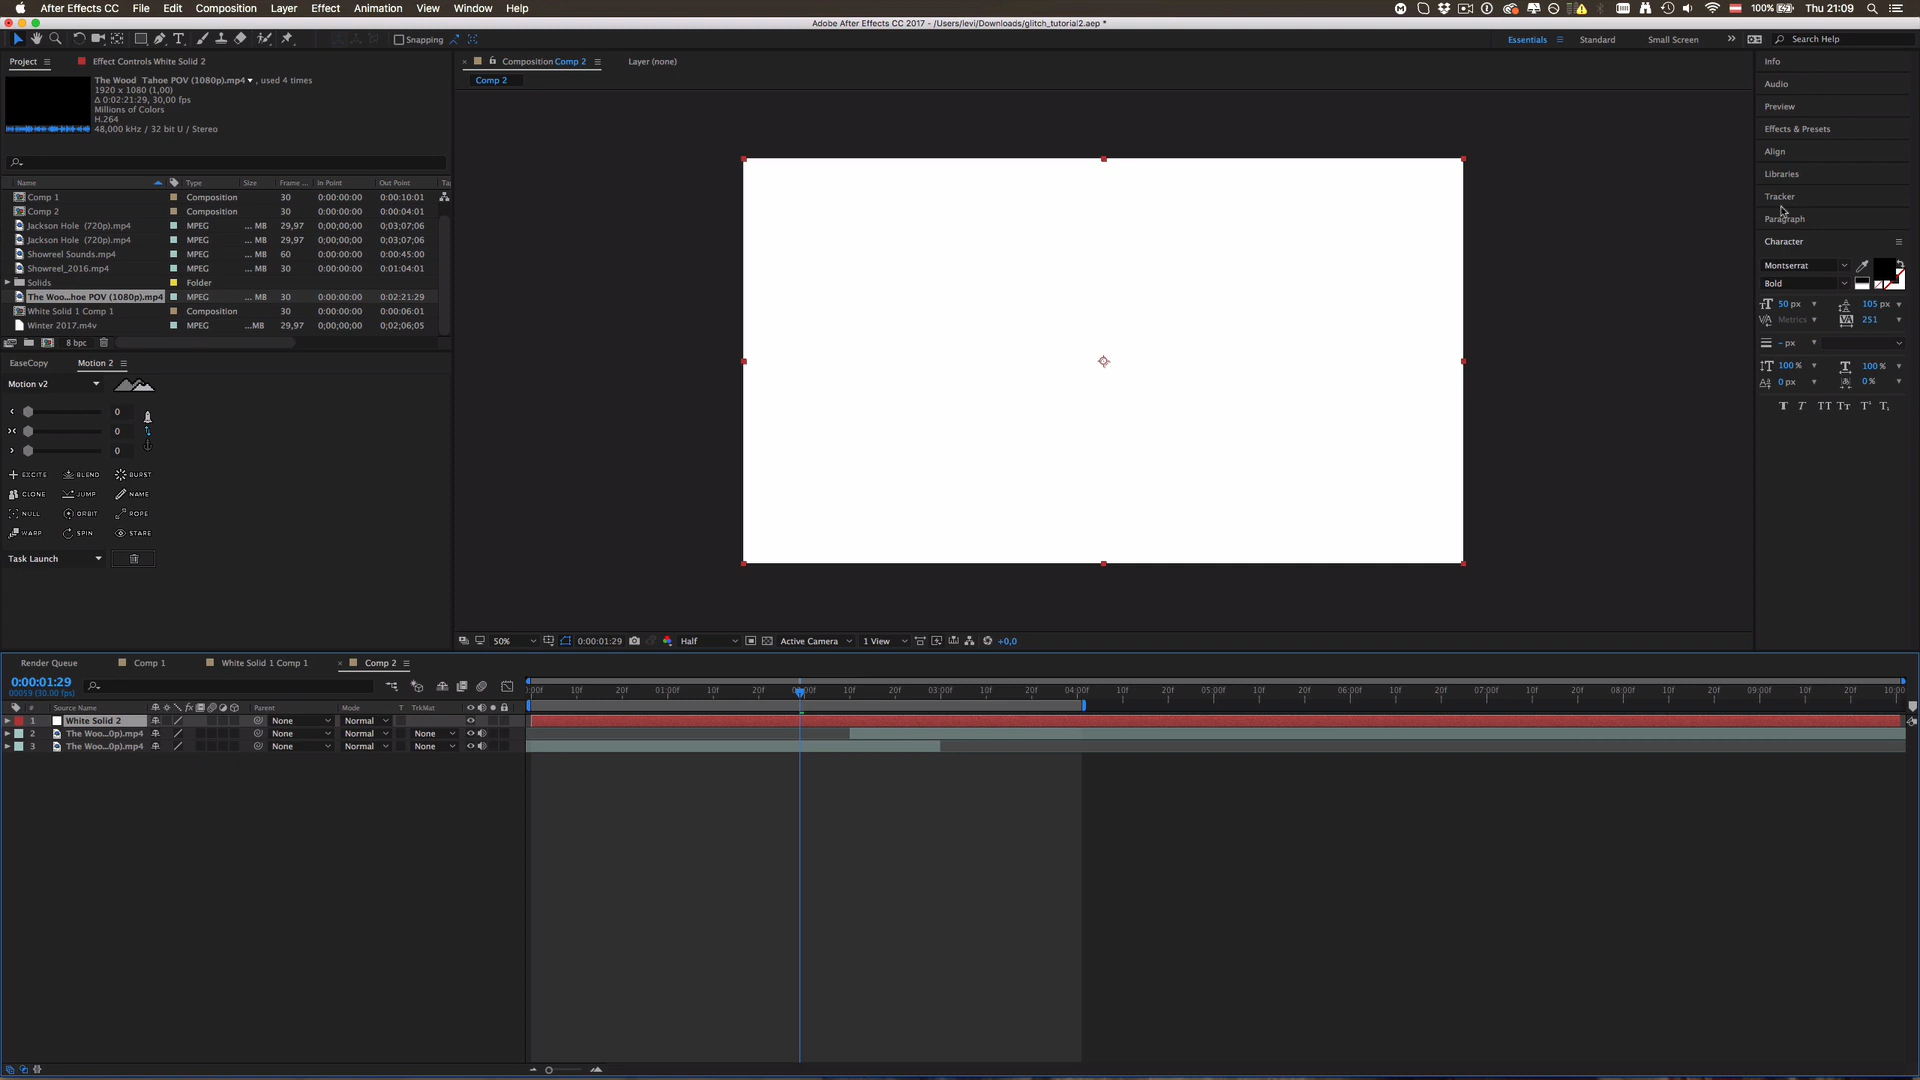 After Effects CC File Edit Composition Layer Effect Animation View Window Help 100% Thu 21:09
Adobe After Effects CC 2017 - /Users/levi/Downloads/glitch_tutorial2.aep *
Snapping Essentials Standard Small Screen Search Help
Project Effect Controls White Solid 2
The Wood Tahoe POV (1080p).mp4 , used 4 times
1920 x 1080 (1,00)
Δ 0:02:21:29, 30,00 fps
Millions of Colors
H.264
48,000 kHz / 32 bit U / Stereo
Name Type Size Frame ... In Point Out Point
Comp 1 Composition 30 0:00:00:00 0:00:10:01
Comp 2 Composition 30 0:00:00:00 0:00:04:01
Jackson Hole (720p).mp4 MPEG ... MB 29,97 0;00;00;00 0;03;07;06
Jackson Hole (720p).mp4 MPEG ... MB 29,97 0;00;00;00 0;03;07;06
Showreel Sounds.mp4 MPEG ... MB 60 0:00:00:00 0:00:45:00
Showreel_2016.mp4 MPEG ... MB 30 0:00:00:00 0:01:04:01
Solids Folder
The Woo...hoe POV (1080p).mp4 MPEG ... MB 30 0:00:00:00 0:02:21:29
White Solid 1 Comp 1 Composition 30 0:00:00:00 0:00:06:01
Winter 2017.m4v MPEG ...MB 29,97 0;00;00;00 0;02;06;05
8 bpc
EaseCopy Motion 2
Motion v2
0
0
0
EXCITE BLEND BURST
CLONE JUMP NAME
NULL ORBIT ROPE
WARP SPIN STARE
Task Launch
Composition Comp 2 Layer (none)
Comp 2
50% 0:00:01:29 Half Active Camera 1 View +0,0
Info
Audio
Preview
Effects & Presets
Align
Libraries
Tracker
Paragraph
Character
Montserrat
Bold
50 px 105 px
Metrics 251
- px
100 % 100 %
0 px 0 %
T T TT Tt T¹ T₁
Render Queue Comp 1 White Solid 1 Comp 1 Comp 2
0:00:01:29
00059 (30.00 fps)
:00f 10f 20f 01:00f 10f 20f 10f 20f 03:00f 10f 20f 04:00f 10f 20f 05:00f 10f 20f 06:00f 10f 20f 07:00f 10f 20f 08:00f 10f 20f 09:00f 10f 20f 10:00
# Source Name Parent Mode T TrkMat
1 White Solid 2 None Normal
2 The Woo...0p).mp4 None Normal None
3 The Woo...0p).mp4 None Normal None